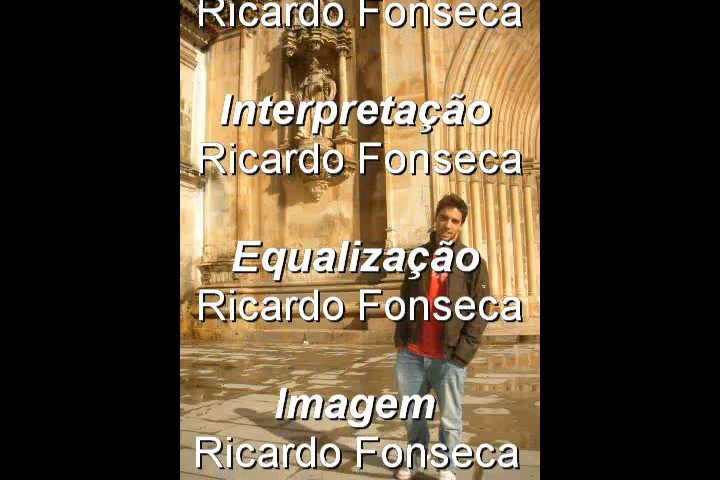 Ricardo Fonseca
Interpretação
Ricardo Fonseca
Equalização
Ricardo Fonseca
Imagem
Ricardo Fonseca